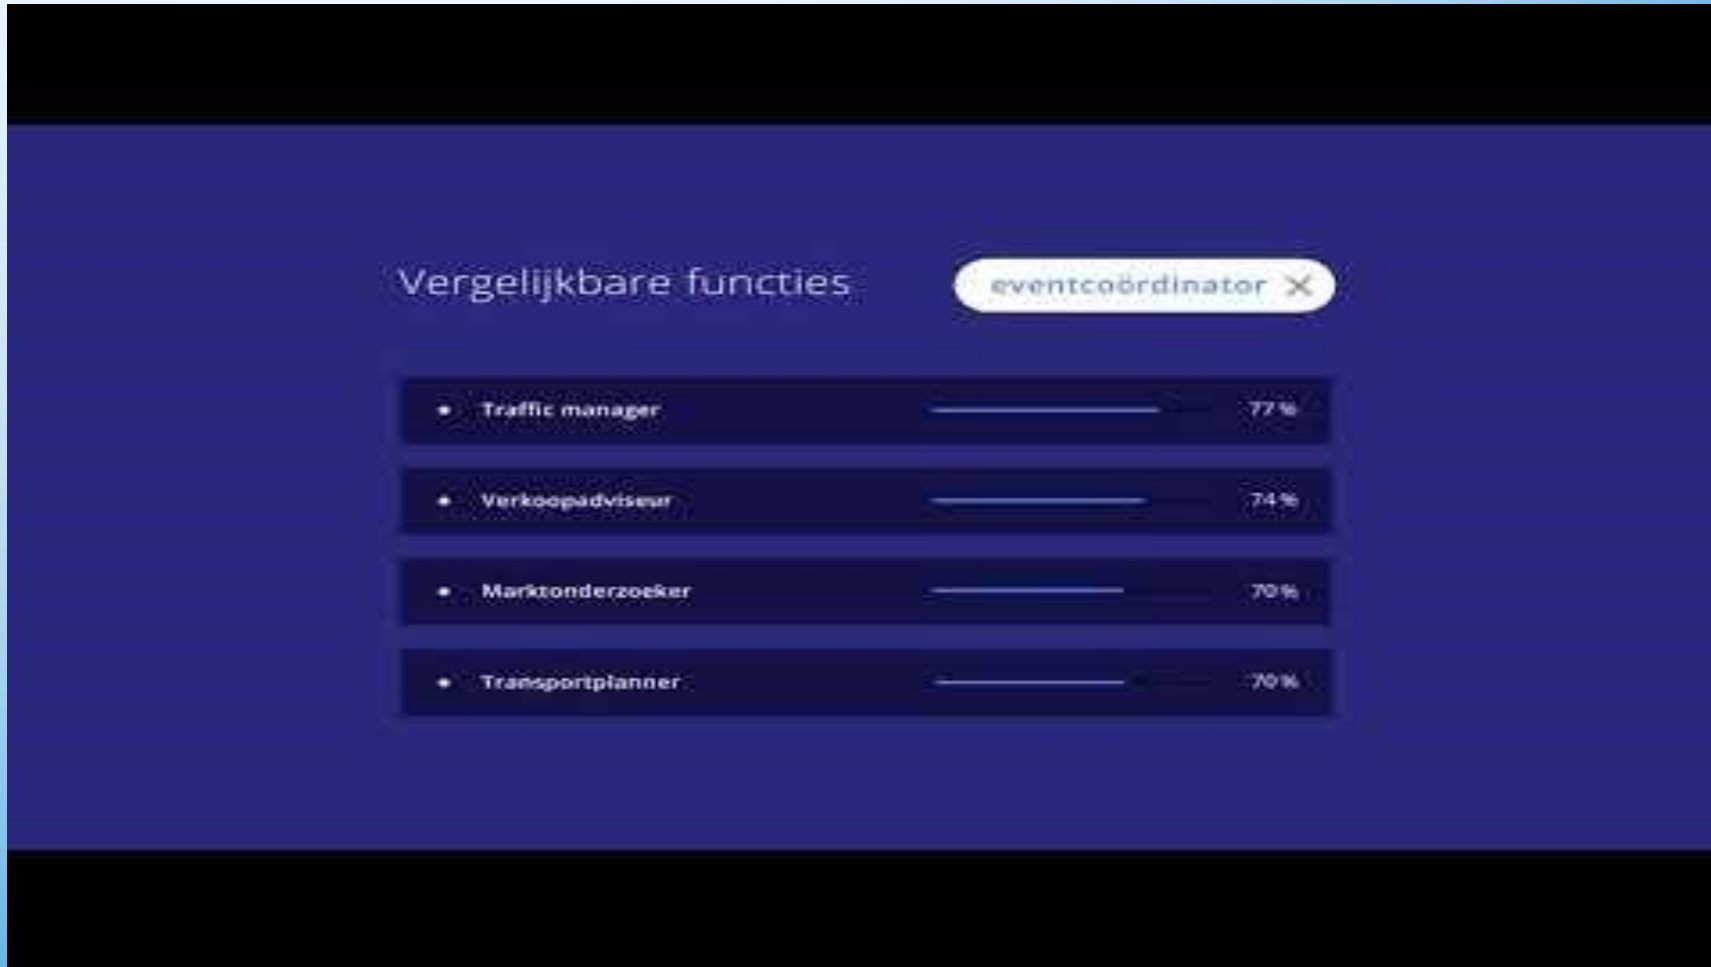 Vergelijkbare functies
eventcoördinator ×
• Traffic manager 77%
• Verkoopadviseur 74%
• Marktonderzoeker 70%
• Transportplanner 70%